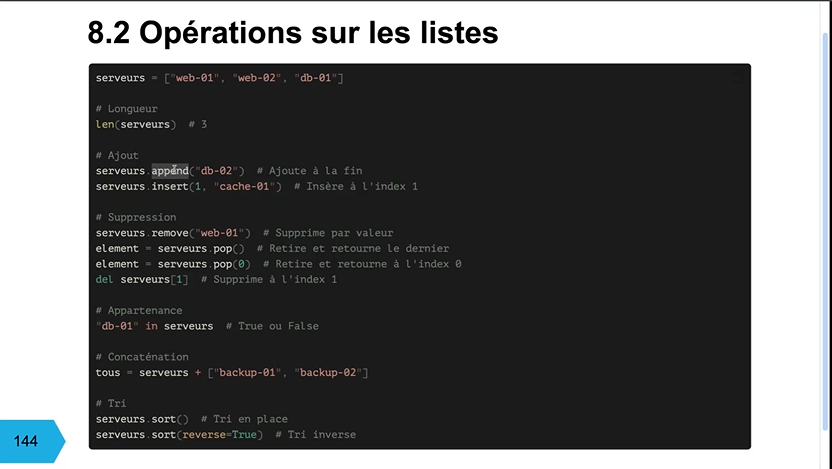 8.2 Opérations sur les listes
serveurs = ["web-01", "web-02", "db-01"]
# Longueur
len(serveurs)  # 3
# Ajout
serveurs.append("db-02")  # Ajoute à la fin
serveurs.insert(1, "cache-01")  # Insère à l'index 1
# Suppression
serveurs.remove("web-01")  # Supprime par valeur
element = serveurs.pop()  # Retire et retourne le dernier
element = serveurs.pop(0)  # Retire et retourne à l'index 0
del serveurs[1]  # Supprime à l'index 1
# Appartenance
"db-01" in serveurs  # True ou False
# Concaténation
tous = serveurs + ["backup-01", "backup-02"]
# Tri
serveurs.sort()  # Tri en place
serveurs.sort(reverse=True)  # Tri inverse
144